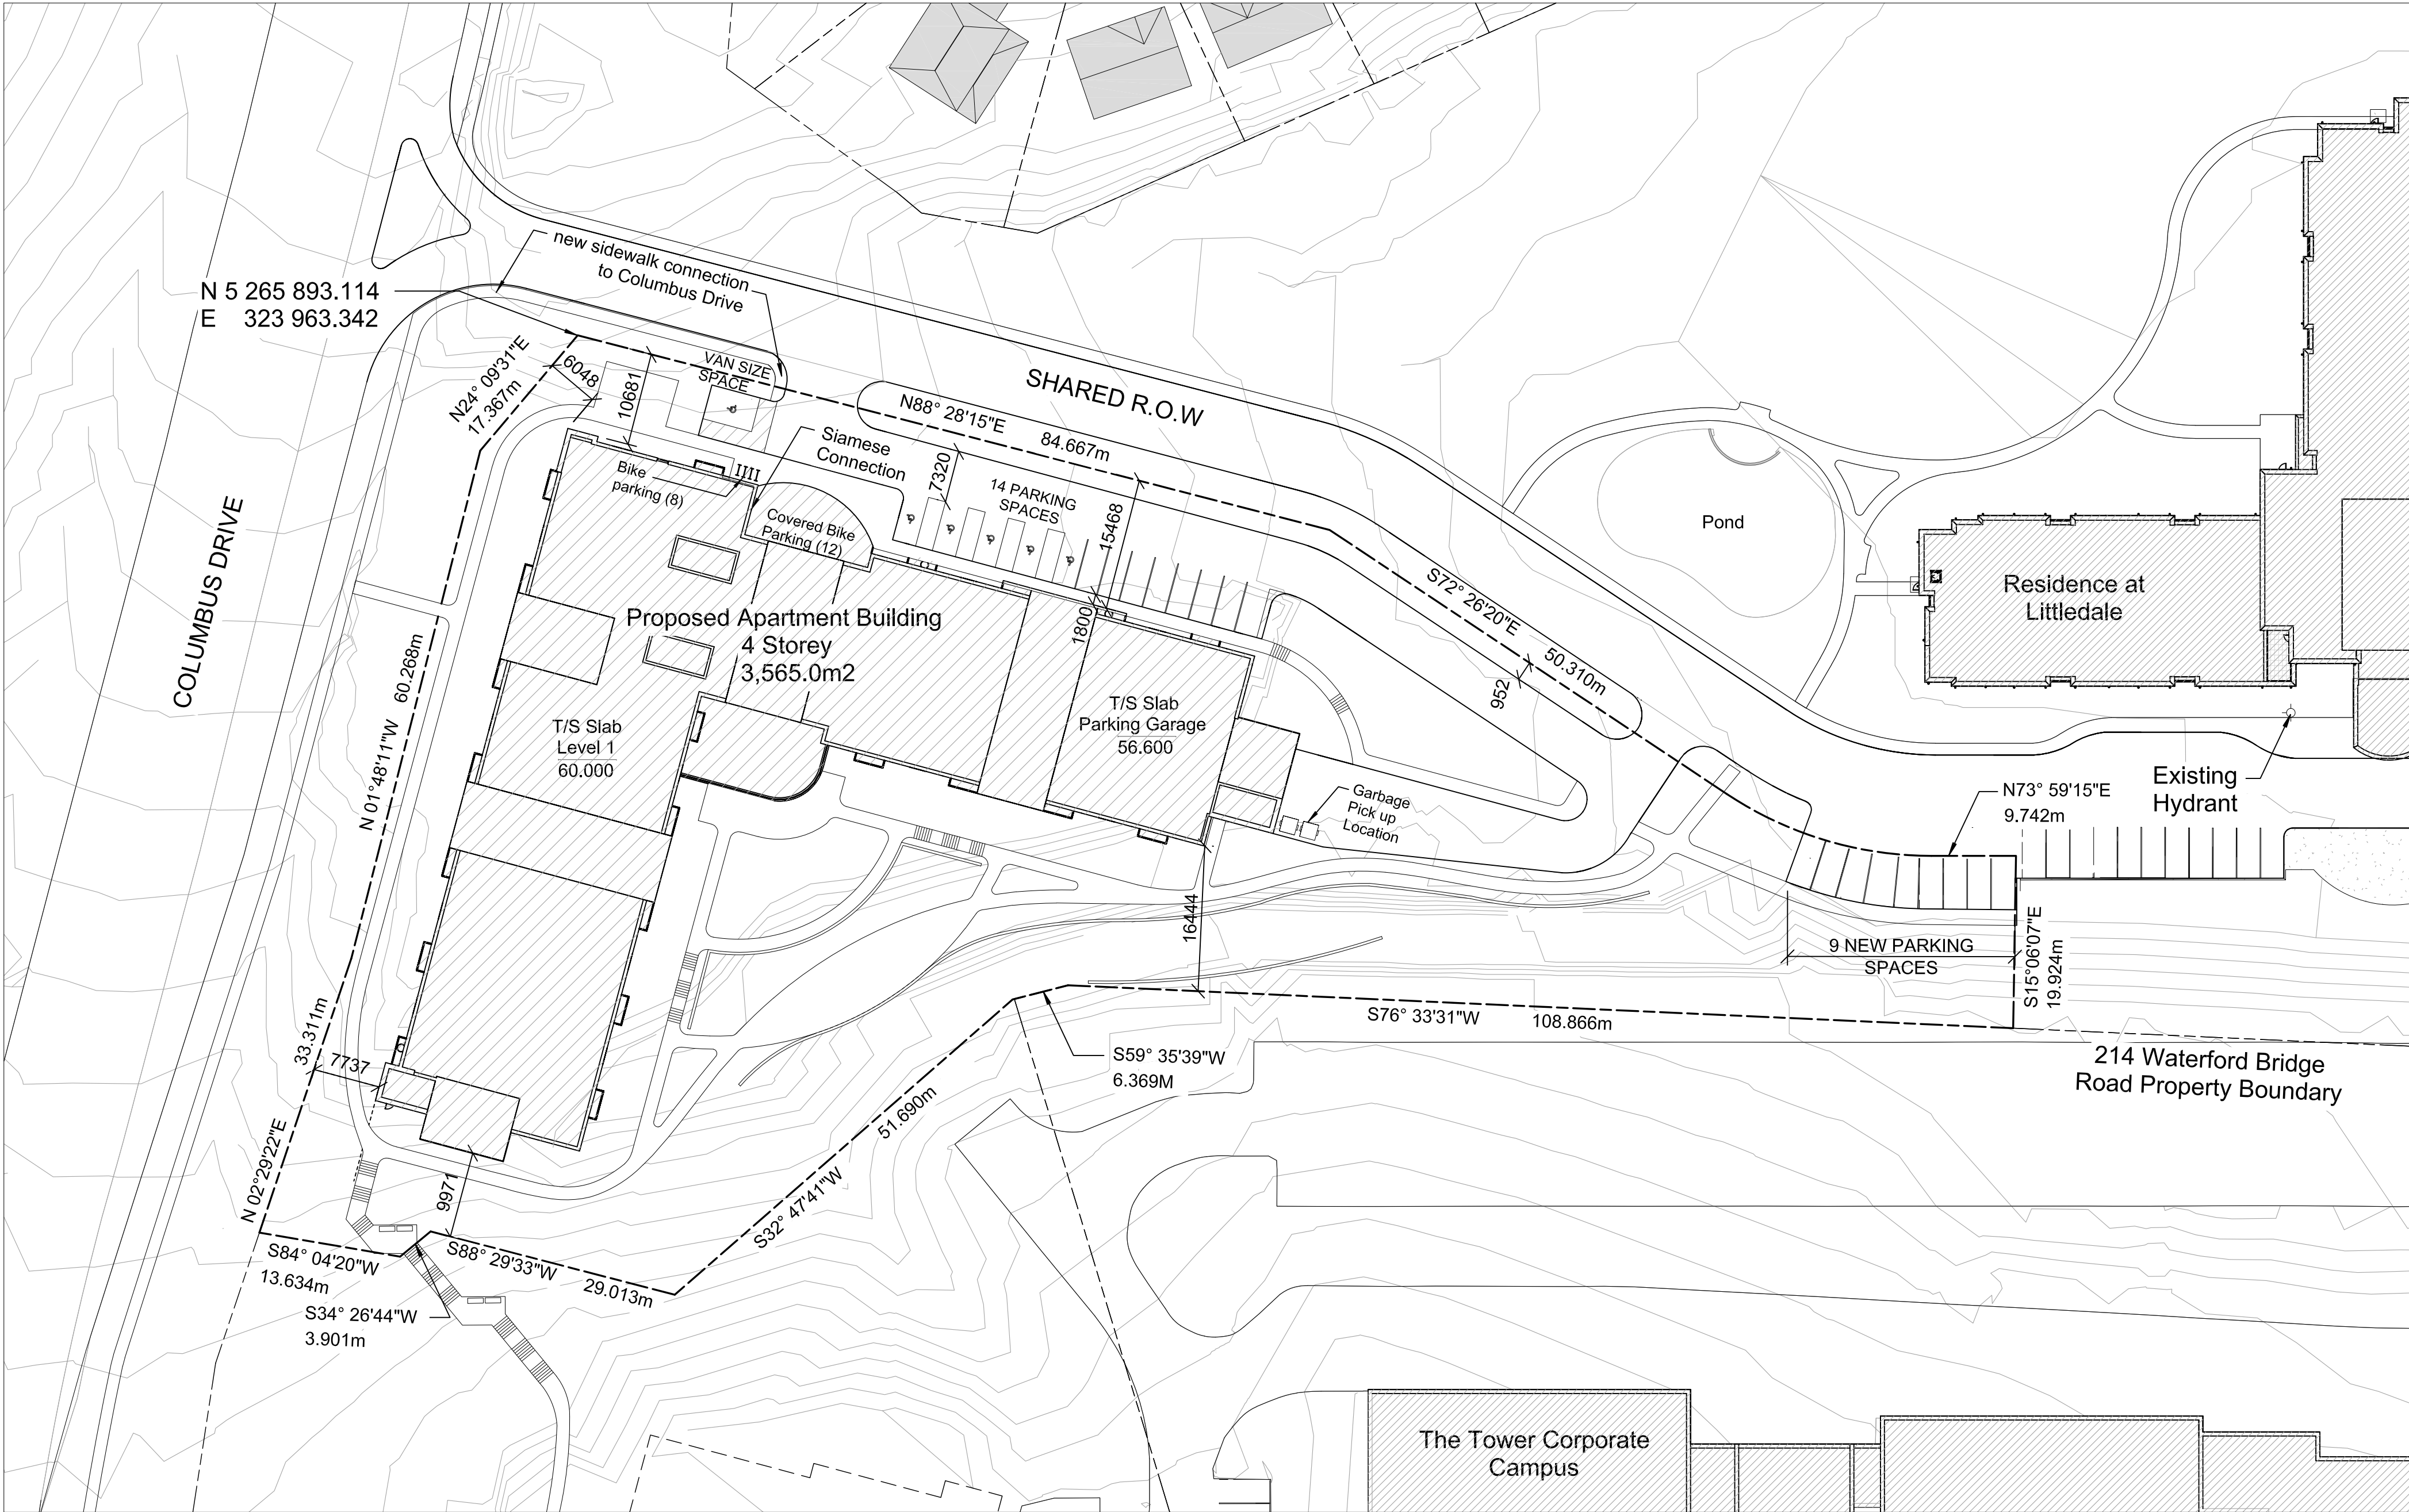 new sidewalk connection
to Columbus Drive
N 5 265 893.114
E 323 963.342
N24° 09'31"E
17.367m
6048
10681
VAN SIZE
SPACE
SHARED R.O.W
N88° 28'15"E 84.667m
Siamese
Connection
7320
14 PARKING
SPACES
15468
Bike
parking (8)
Covered Bike
Parking (12)
COLUMBUS DRIVE
Proposed Apartment Building
4 Storey
3,565.0m2
1800
T/S Slab
Level 1
60.000
T/S Slab
Parking Garage
56.600
S72° 26'20"E 50.310m
952
Pond
Residence at
Littledale
N 01°48'11"W 60.268m
Garbage
Pick up
Location
Existing
Hydrant
N73° 59'15"E
9.742m
16444
9 NEW PARKING
SPACES
S15°06'07"E
19.924m
S76° 33'31"W 108.866m
214 Waterford Bridge
Road Property Boundary
S59° 35'39"W
6.369M
N 02°29'22"E 33.311m
7737
9971
S32° 47'41"W 51.690m
S84° 04'20"W
13.634m
S88° 29'33"W 29.013m
S34° 26'44"W
3.901m
The Tower Corporate
Campus